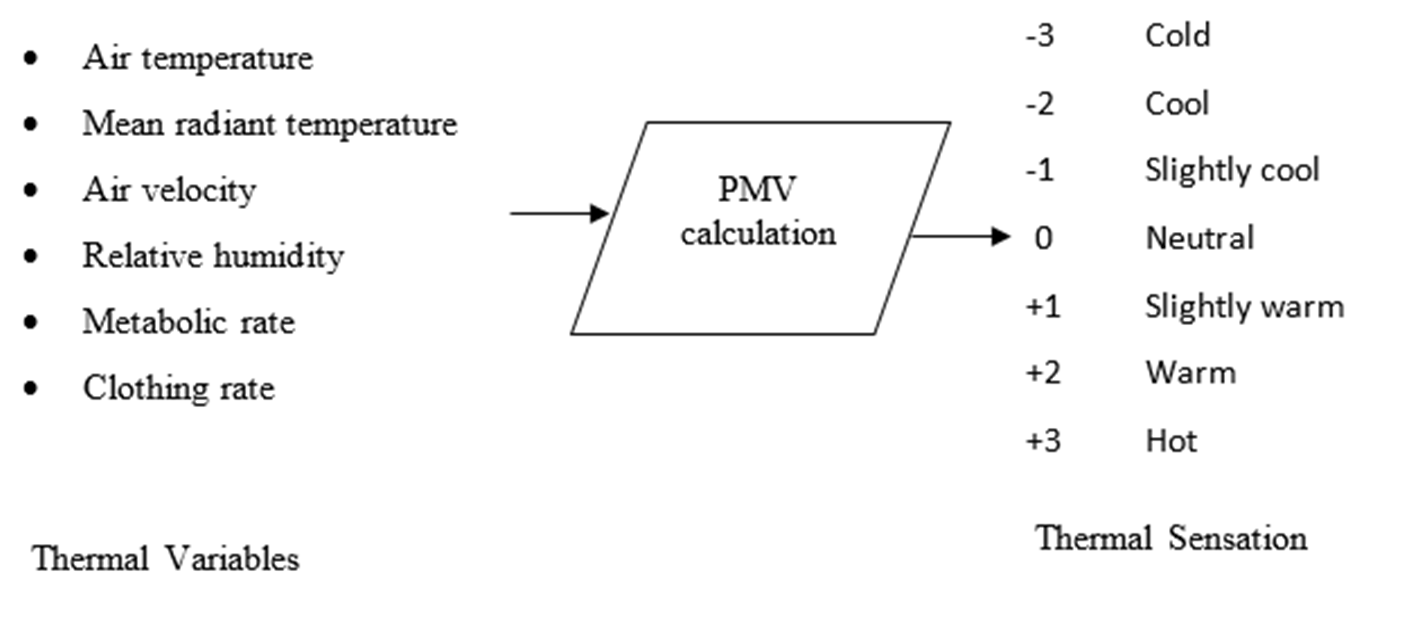 • Air temperature
• Mean radiant temperature
• Air velocity
• Relative humidity
• Metabolic rate
• Clothing rate
Thermal Variables
PMV
calculation
-3 Cold
-2 Cool
-1 Slightly cool
0 Neutral
+1 Slightly warm
+2 Warm
+3 Hot
Thermal Sensation